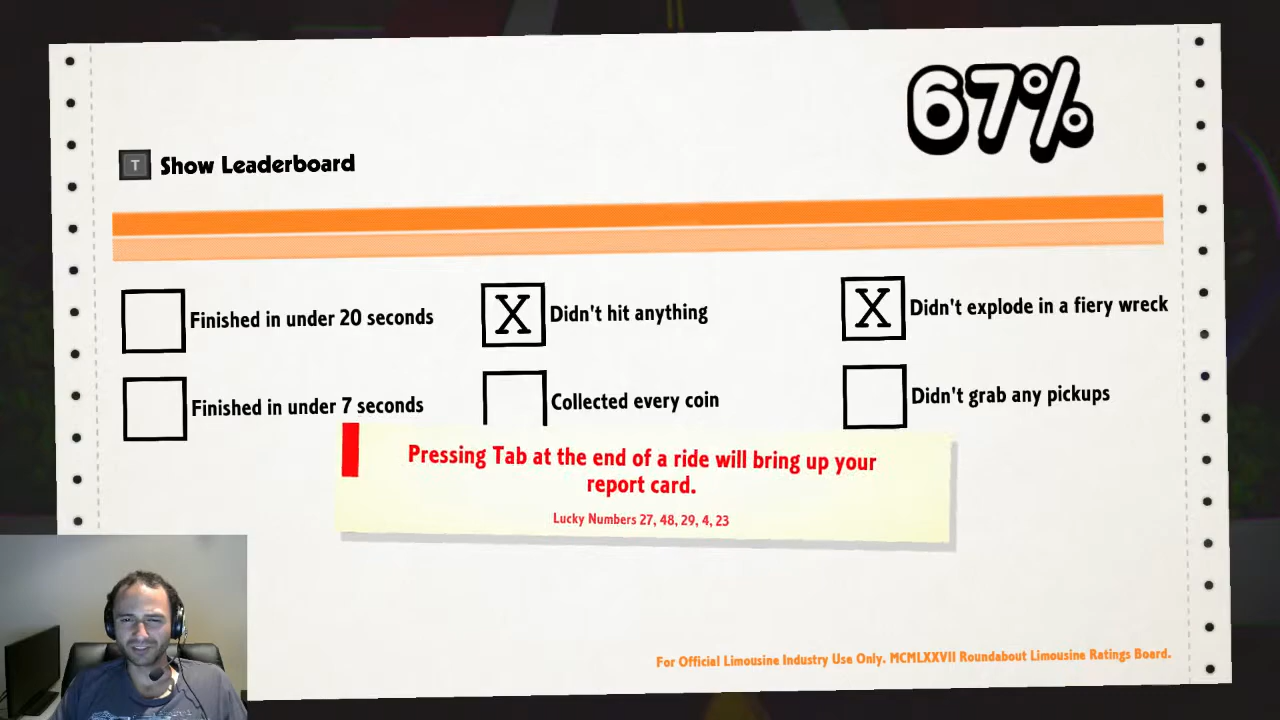 67%
T Show Leaderboard
Finished in under 20 seconds
X Didn't hit anything
X Didn't explode in a fiery wreck
Finished in under 7 seconds
Collected every coin
Didn't grab any pickups
Pressing Tab at the end of a ride will bring up your
report card.
Lucky Numbers 27, 48, 29, 4, 23
For Official Limousine Industry Use Only. MCMLXXVII Roundabout Limousine Ratings Board.